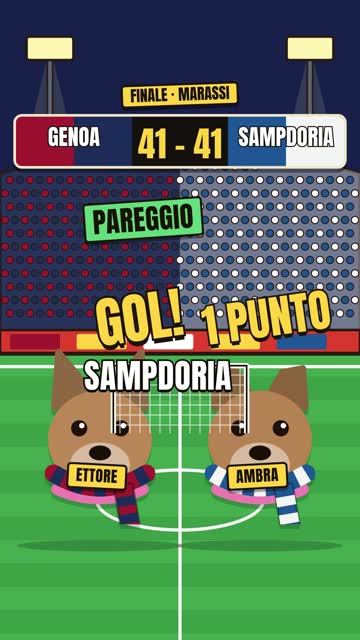 FINALE · MARASSI
GENOA 41 - 41 SAMPDORIA
PAREGGIO
GOL! 1 PUNTO
SAMPDORIA
ETTORE AMBRA